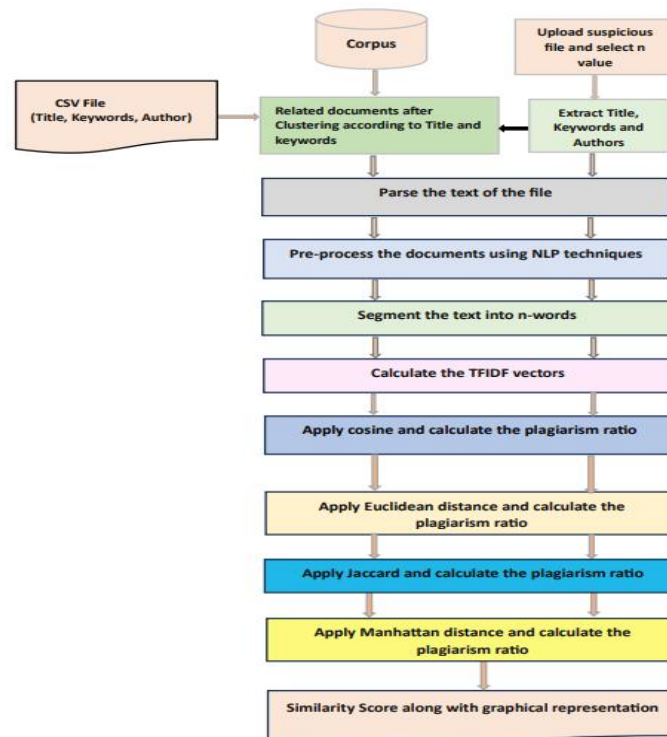 Corpus
Upload suspicious
file and select n
value
CSV File
(Title, Keywords, Author)
Related documents after
Clustering according to Title and
keywords
Extract Title,
Keywords and
Authors
Parse the text of the file
Pre-process the documents using NLP techniques
Segment the text into n-words
Calculate the TFIDF vectors
Apply cosine and calculate the plagiarism ratio
Apply Euclidean distance and calculate the
plagiarism ratio
Apply Jaccard and calculate the plagiarism ratio
Apply Manhattan distance and calculate the
plagiarism ratio
Similarity Score along with graphical representation